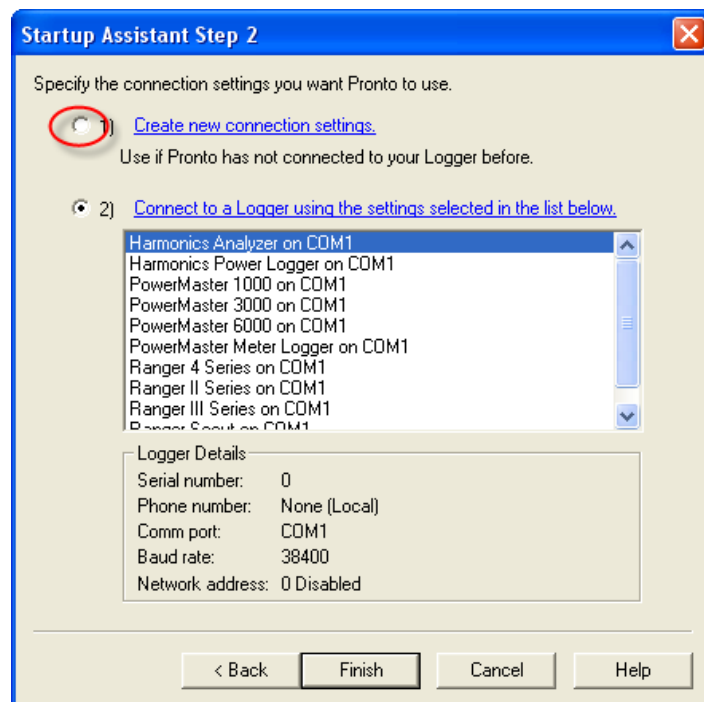 Startup Assistant Step 2
Specify the connection settings you want Pronto to use.
1) Create new connection settings.
Use if Pronto has not connected to your Logger before.
2) Connect to a Logger using the settings selected in the list below.
Harmonics Analyzer on COM1
Harmonics Power Logger on COM1
PowerMaster 1000 on COM1
PowerMaster 3000 on COM1
PowerMaster 6000 on COM1
PowerMaster Meter Logger on COM1
Ranger 4 Series on COM1
Ranger II Series on COM1
Ranger III Series on COM1
Ranger Scout on COM1
Logger Details
Serial number: 0
Phone number: None (Local)
Comm port: COM1
Baud rate: 38400
Network address: 0 Disabled
< Back Finish Cancel Help